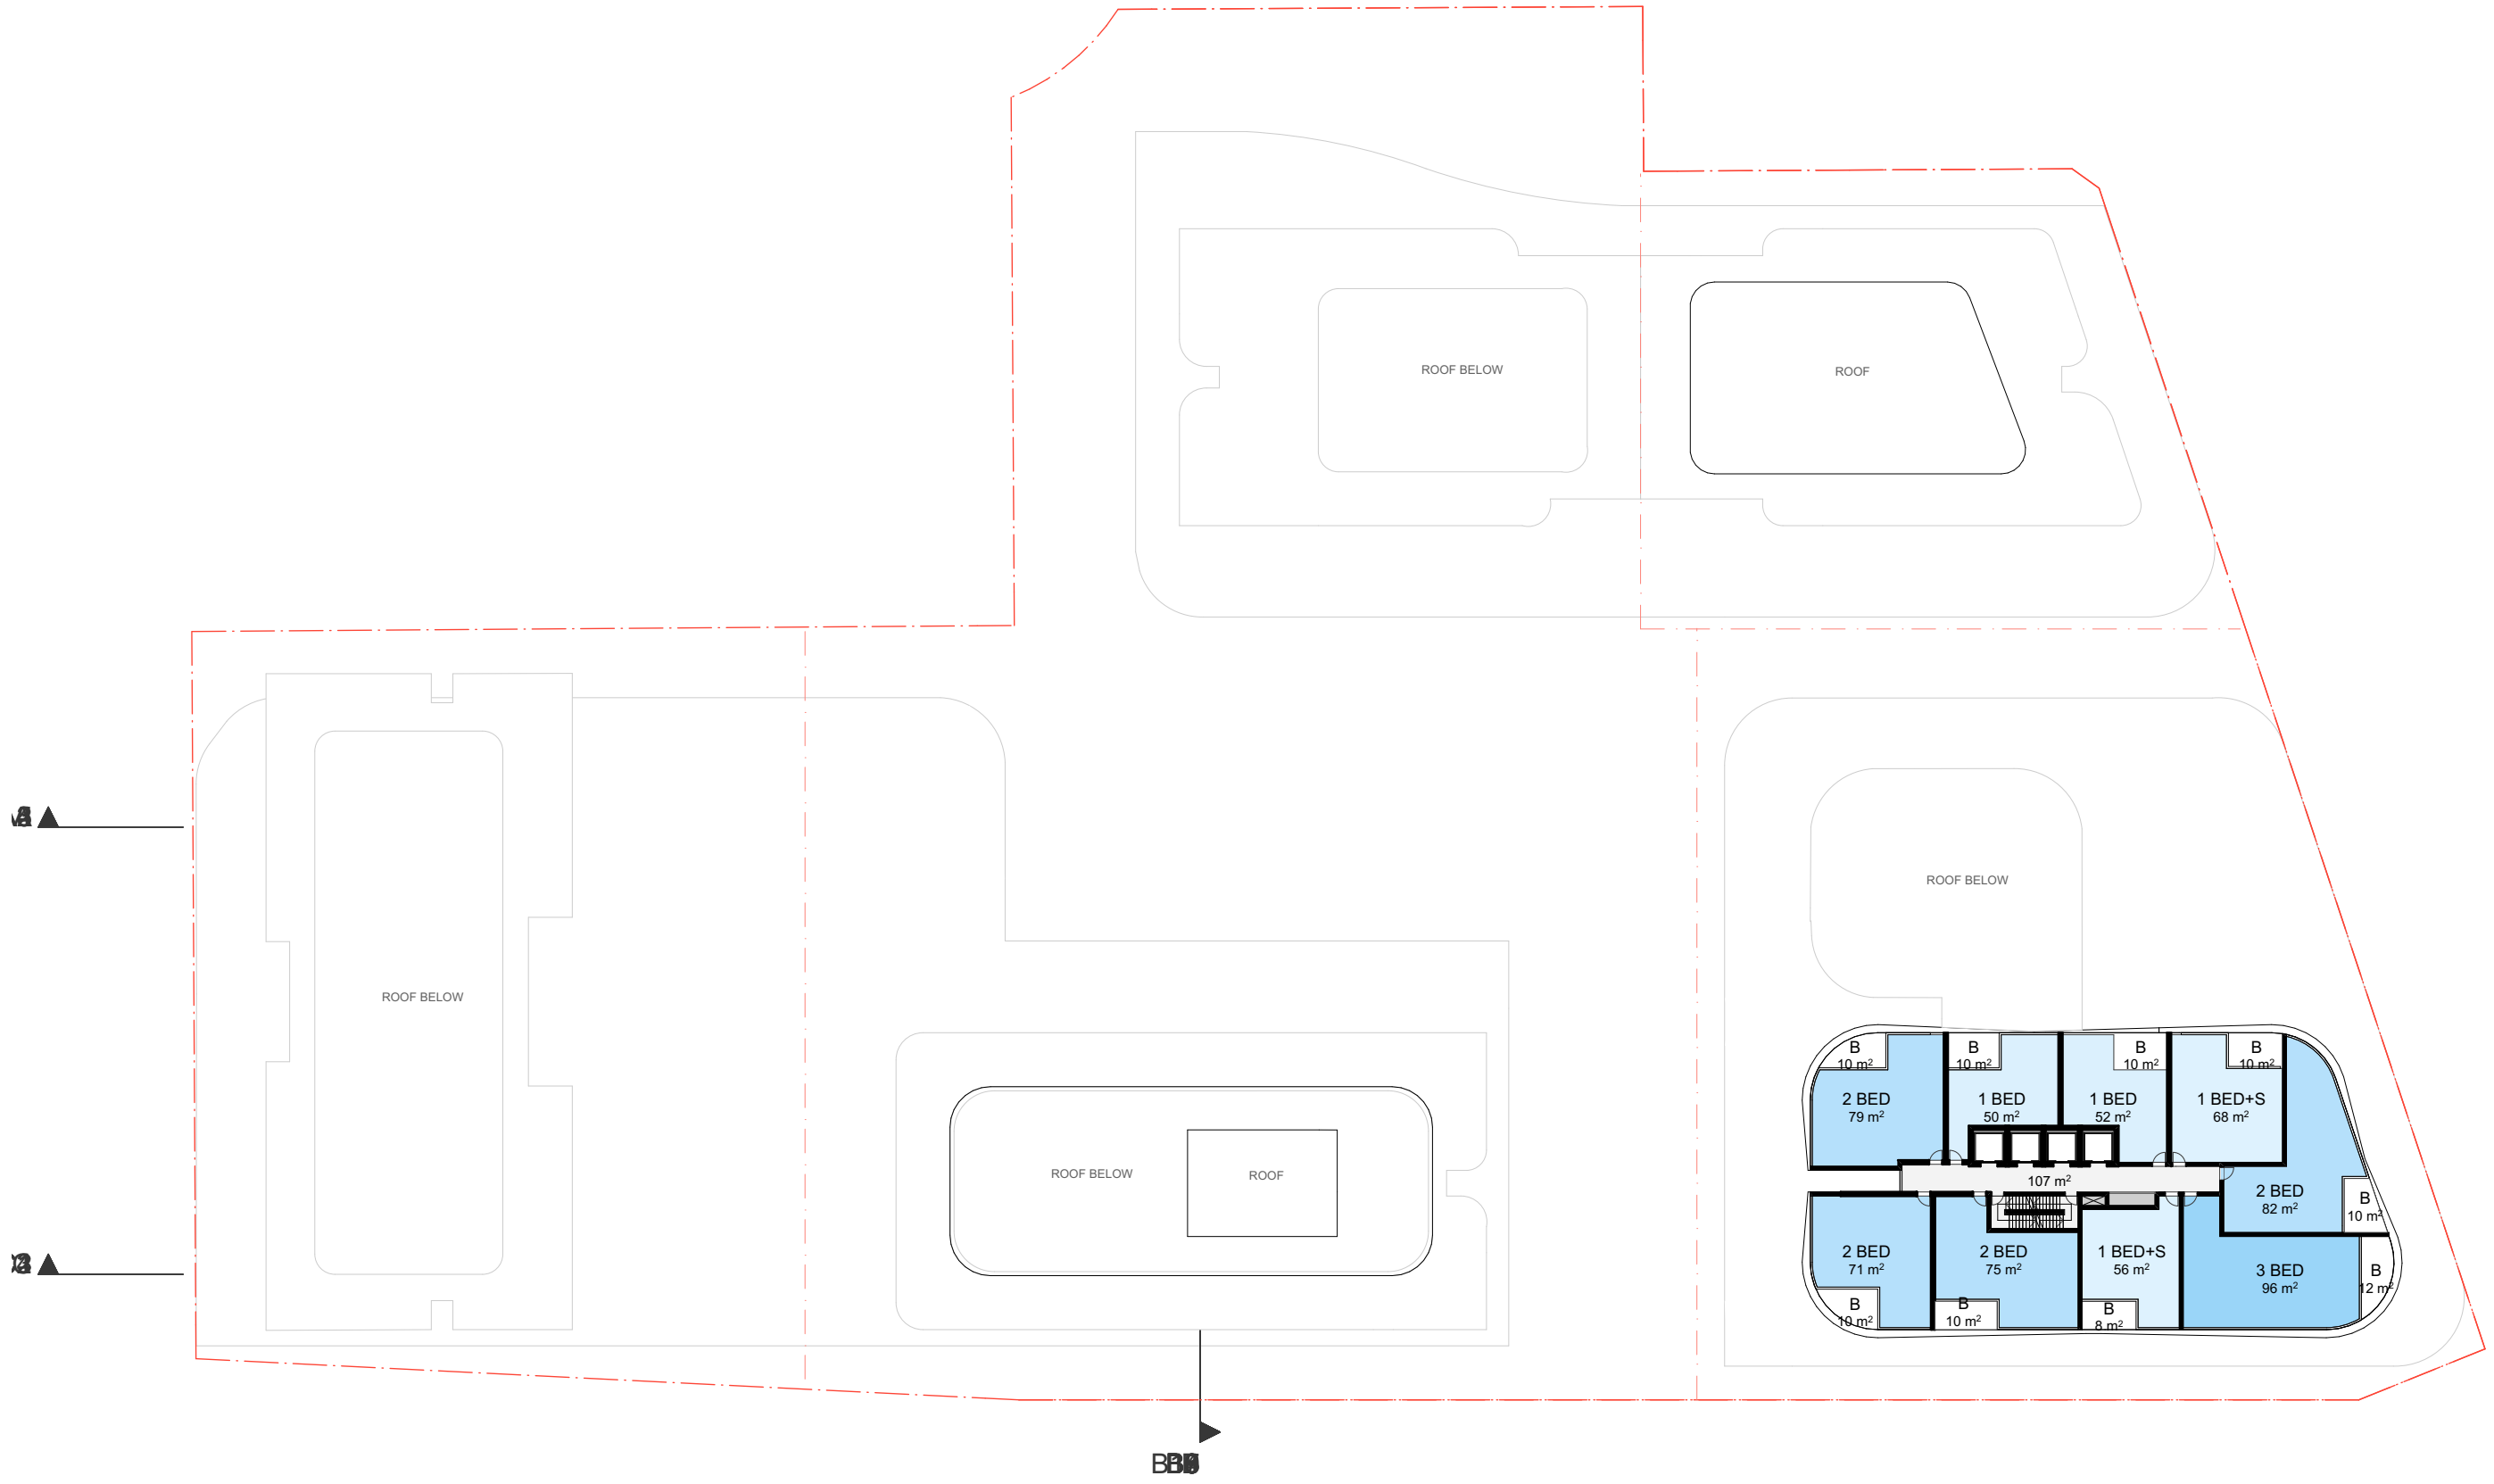 ROOF BELOW
ROOF
ROOF BELOW
ROOF BELOW
ROOF BELOW
ROOF
B
10 m²
B
10 m²
B
10 m²
B
10 m²
2 BED
79 m²
1 BED
50 m²
1 BED
52 m²
1 BED+S
68 m²
107 m²
2 BED
82 m²
B
10 m²
2 BED
71 m²
2 BED
75 m²
1 BED+S
56 m²
3 BED
96 m²
B
12 m²
B
10 m²
B
10 m²
B
8 m²